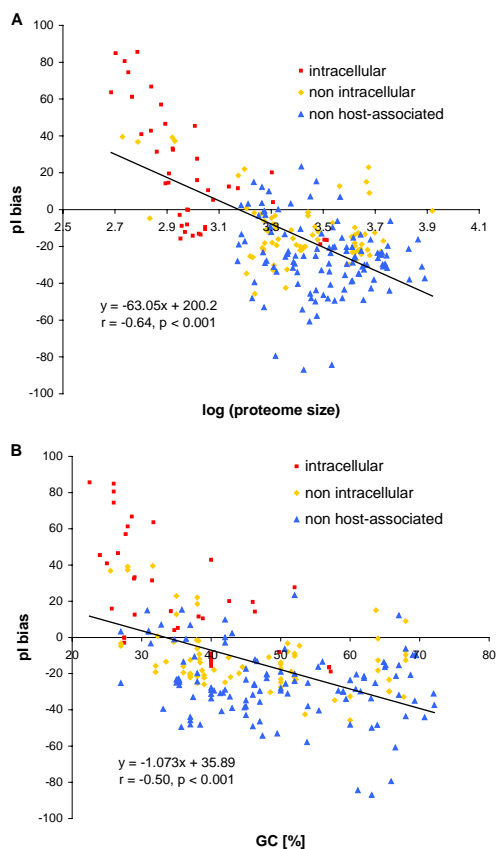 A
100
80
60
40
20
0
-20
-40
-60
-80
-100
pI bias
2.5 2.7 2.9 3.1 3.3 3.5 3.7 3.9 4.1
log (proteome size)
intracellular
non intracellular
non host-associated
y = -63.05x + 200.2
r = -0.64, p < 0.001
B
100
80
60
40
20
0
-20
-40
-60
-80
-100
pI bias
20 30 40 50 60 70 80
GC [%]
intracellular
non intracellular
non host-associated
y = -1.073x + 35.89
r = -0.50, p < 0.001